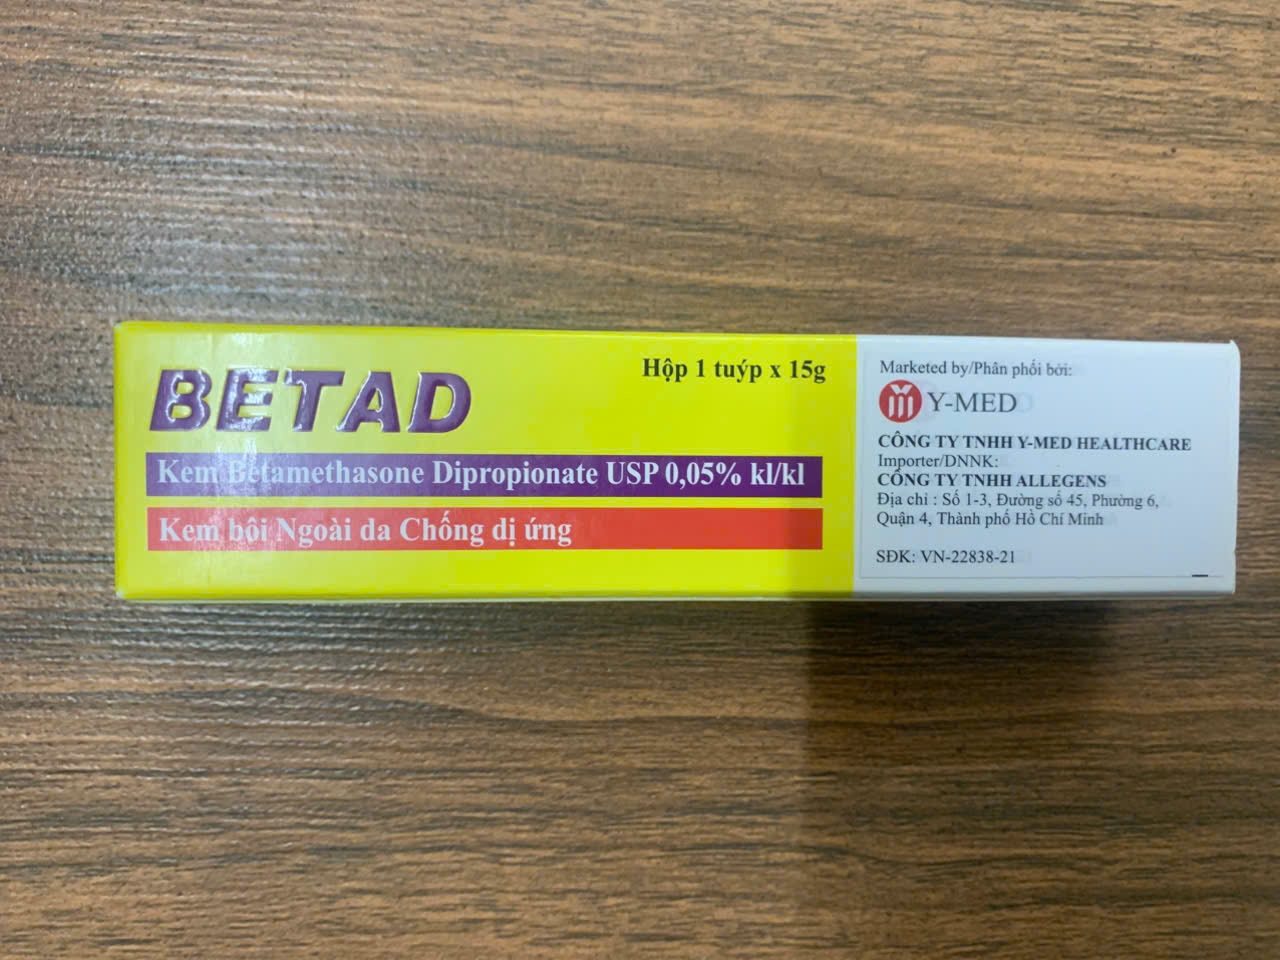 BETAD
Hộp 1 tuýp x 15g
Kem Betamethasone Dipropionate USP 0,05% kl/kl
Kem bôi Ngoài da Chống dị ứng
Marketed by/Phân phối bởi:
Y-MED
CÔNG TY TNHH Y-MED HEALTHCARE
Importer/DNNK:
CÔNG TY TNHH ALLEGENS
Địa chỉ : Số 1-3, Đường số 45, Phường 6,
Quận 4, Thành phố Hồ Chí Minh
SĐK: VN-22838-21